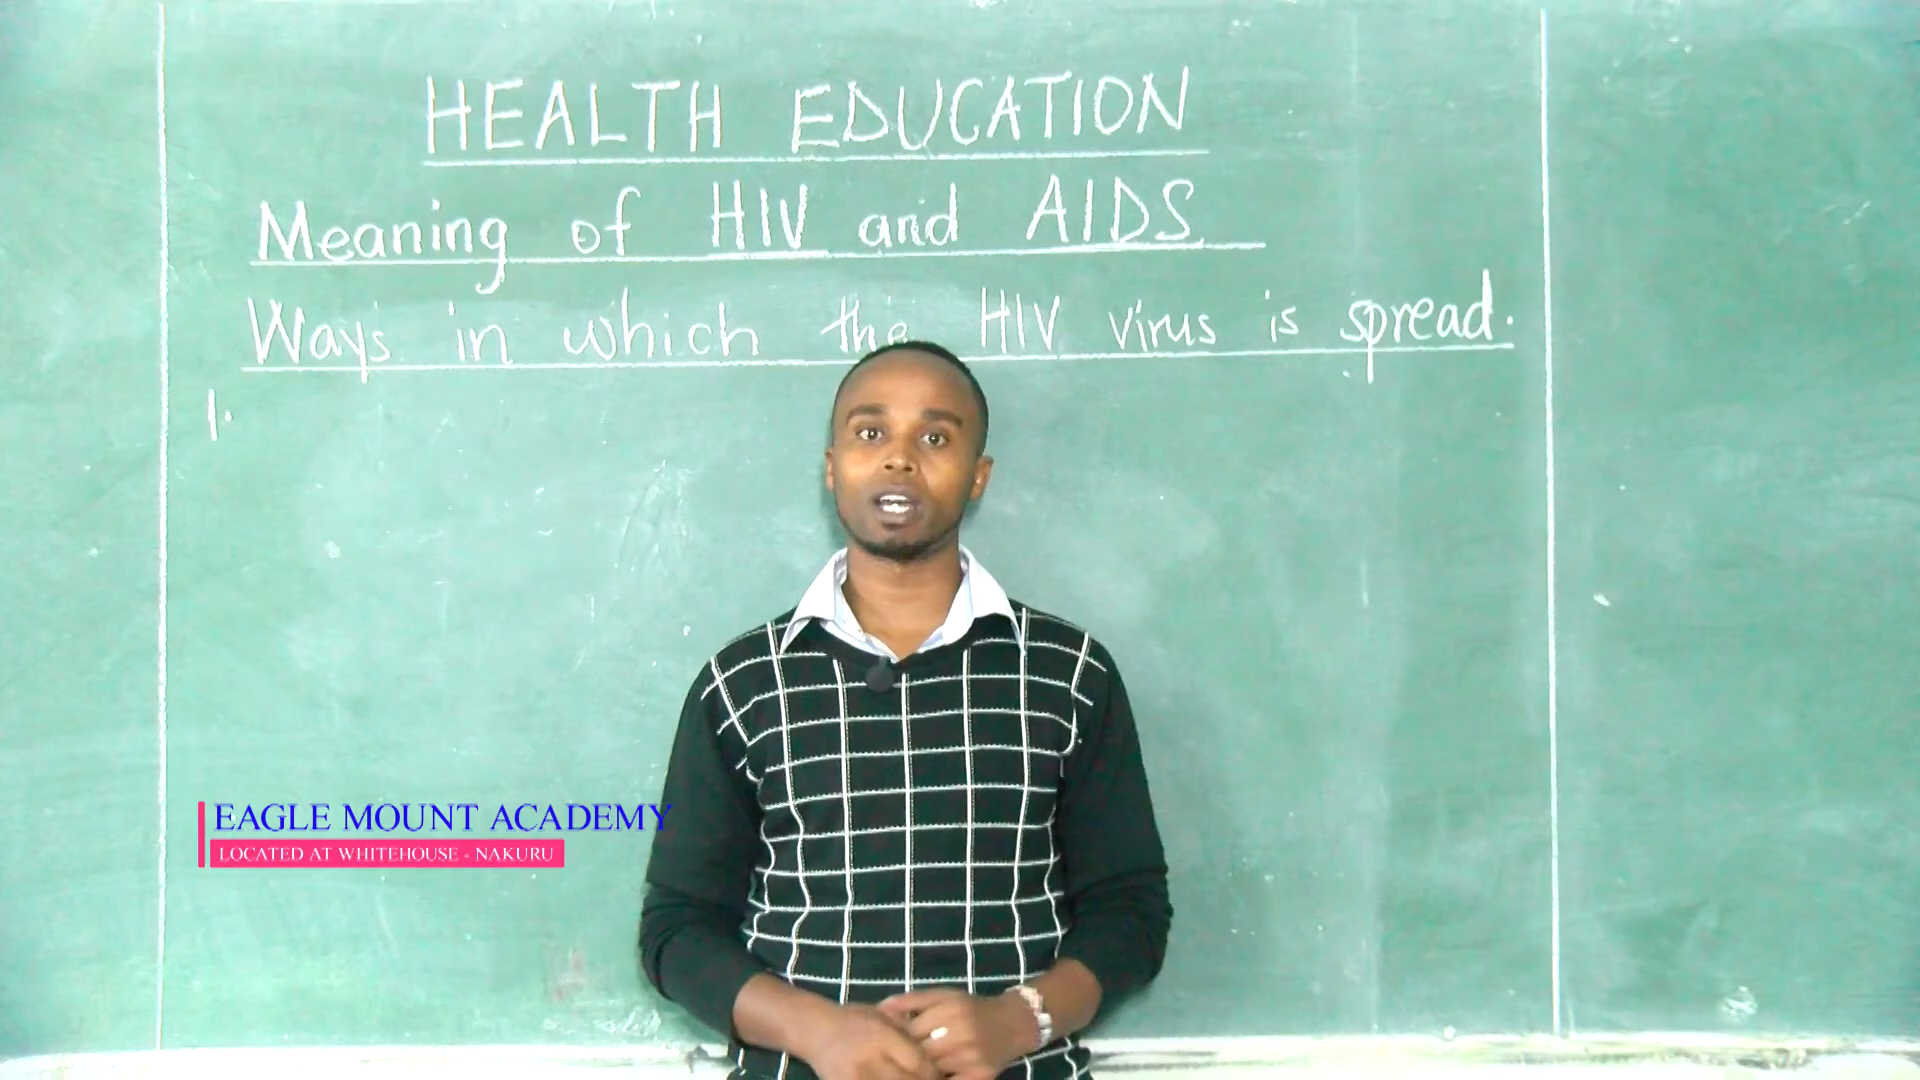 HEALTH EDUCATION
Meaning of HIV and AIDS
Ways in which the HIV virus is spread.
1.
EAGLE MOUNT ACADEMY
LOCATED AT WHITEHOUSE - NAKURU